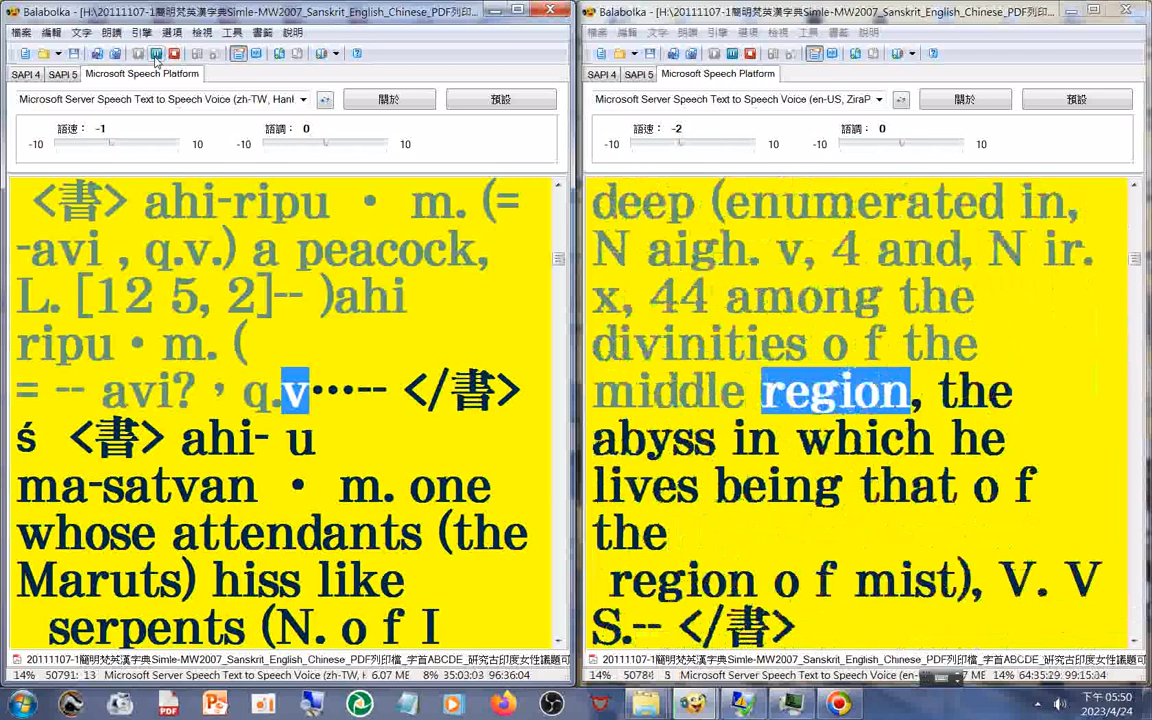 Balabolka - [H:\20111107-1簡明梵英漢字典Simle-MW2007_Sanskrit_English_Chinese_PDF列印...
檔案 編輯 文字 朗讀 引擎 選項 檢視 工具 書籤 說明
SAPI 4 SAPI 5 Microsoft Speech Platform
Microsoft Server Speech Text to Speech Voice (zh-TW, Hanl
關於 預設
語速： -1 語調： 0
-10 10 -10 10
<書> ahi-ripu • m. (=
-avi , q.v.) a peacock,
L. [12 5, 2]-- )ahi
ripu • m. (
= -- avi? , q.v…-- </書>
ś <書> ahi- u
ma-satvan • m. one
whose attendants (the
Maruts) hiss like
serpents (N. o f I
20111107-1簡明梵英漢字典Simle-MW2007_Sanskrit_English_Chinese_PDF列印檔_字首ABCDE_研究古印度女性議題可
14% 50791: 13 Microsoft Server Speech Text to Speech Voice (zh-TW, H 6.07 MB 8% 35:03:03 96:36:04
Balabolka - [H:\20111107-1簡明梵英漢字典Simle-MW2007_Sanskrit_English_Chinese_PDF列印...
檔案 編輯 文字 朗讀 引擎 選項 檢視 工具 書籤 說明
SAPI 4 SAPI 5 Microsoft Speech Platform
Microsoft Server Speech Text to Speech Voice (en-US, ZiraP
關於 預設
語速： -2 語調： 0
-10 10 -10 10
deep (enumerated in,
N aigh. v, 4 and, N ir.
x, 44 among the
divinities o f the
middle region, the
abyss in which he
lives being that o f
the
region o f mist), V. V
S.-- </書>
20111107-1簡明梵英漢字典Simle-MW2007_Sanskrit_English_Chinese_PDF列印檔_字首ABCDE_研究古印度女性議題可
14% Microsoft Server Speech Text to Speech Voice (en-US 14% 64:35:29 99:15:34
下午 05:50
2023/4/24